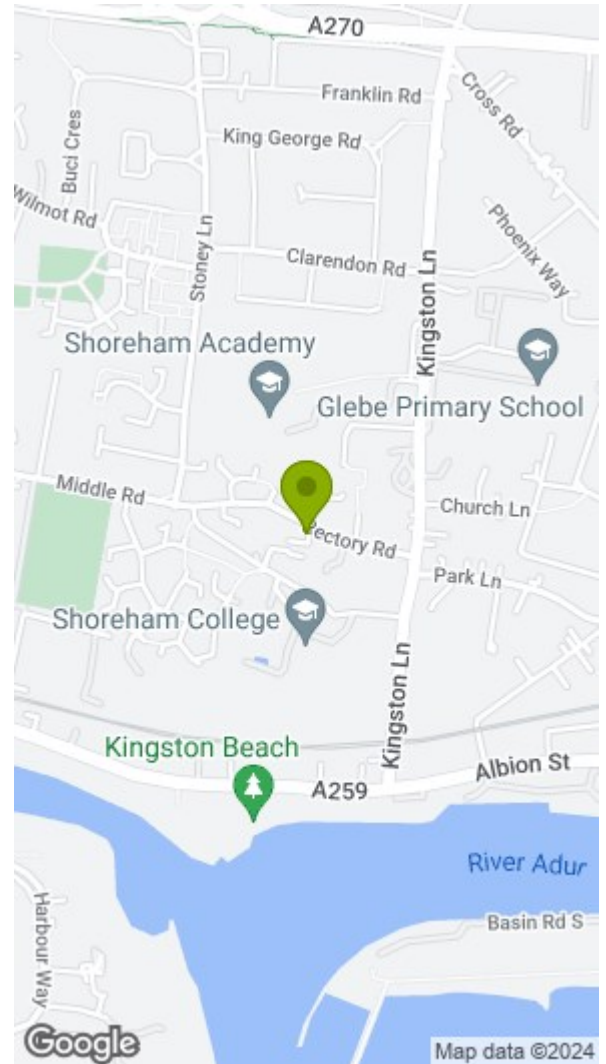 A270
Franklin Rd
Cross Rd
King George Rd
Buci Cres
Wilmot Rd
Stoney Ln
Phoenix Way
Clarendon Rd
Kingston Ln
Shoreham Academy
Glebe Primary School
Middle Rd
Rectory Rd
Church Ln
Park Ln
Shoreham College
Kingston Ln
Kingston Beach
A259
Albion St
River Adur
Harbour Way
Basin Rd S
Google
Map data ©2024